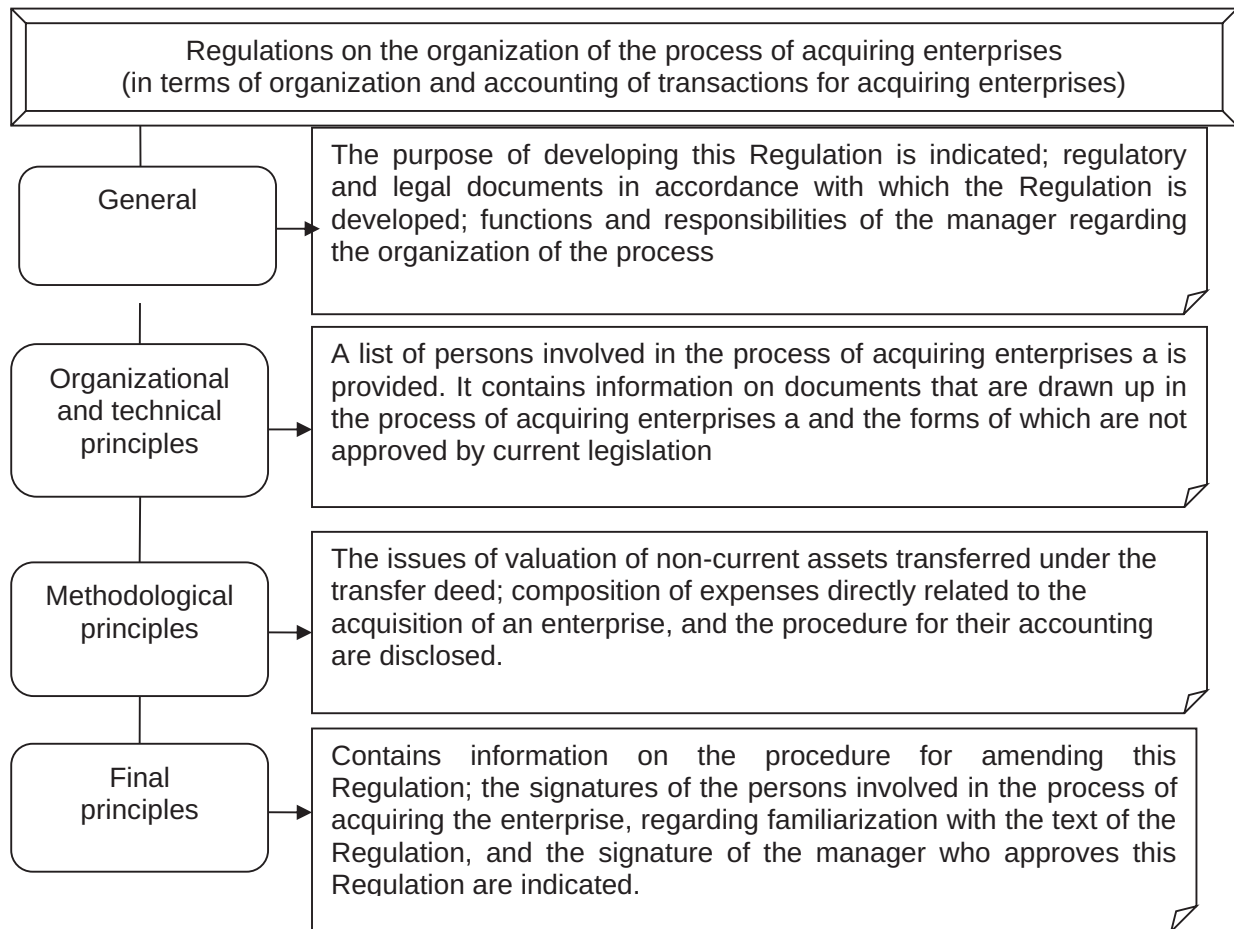 Regulations on the organization of the process of acquiring enterprises
(in terms of organization and accounting of transactions for acquiring enterprises)
General
The purpose of developing this Regulation is indicated; regulatory
and legal documents in accordance with which the Regulation is
developed; functions and responsibilities of the manager regarding
the organization of the process
Organizational
and technical
principles
A list of persons involved in the process of acquiring enterprises a is
provided. It contains information on documents that are drawn up in
the process of acquiring enterprises a and the forms of which are not
approved by current legislation
Methodological
principles
The issues of valuation of non-current assets transferred under the
transfer deed; composition of expenses directly related to the
acquisition of an enterprise, and the procedure for their accounting
are disclosed.
Final
principles
Contains information on the procedure for amending this
Regulation; the signatures of the persons involved in the process of
acquiring the enterprise, regarding familiarization with the text of the
Regulation, and the signature of the manager who approves this
Regulation are indicated.